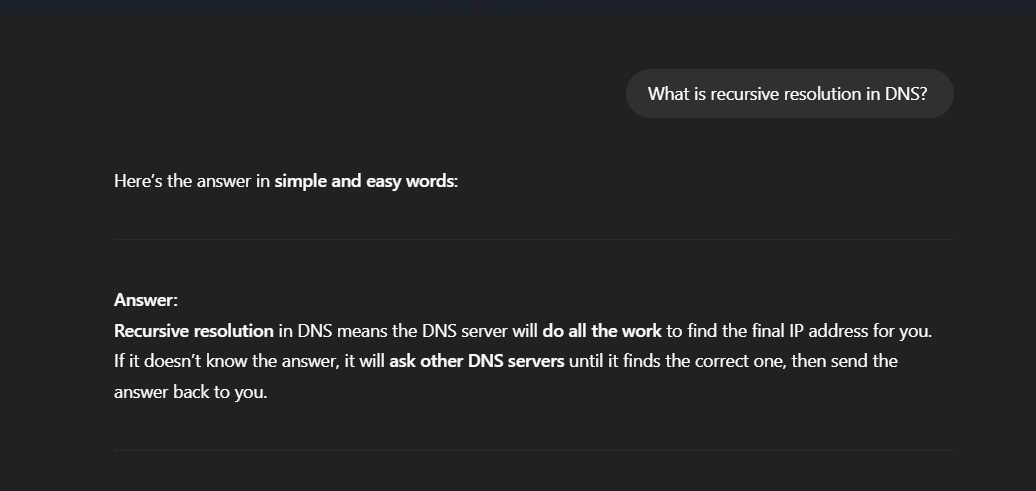 What is recursive resolution in DNS?
Here’s the answer in simple and easy words:
Answer:
Recursive resolution in DNS means the DNS server will do all the work to find the final IP address for you.
If it doesn’t know the answer, it will ask other DNS servers until it finds the correct one, then send the
answer back to you.